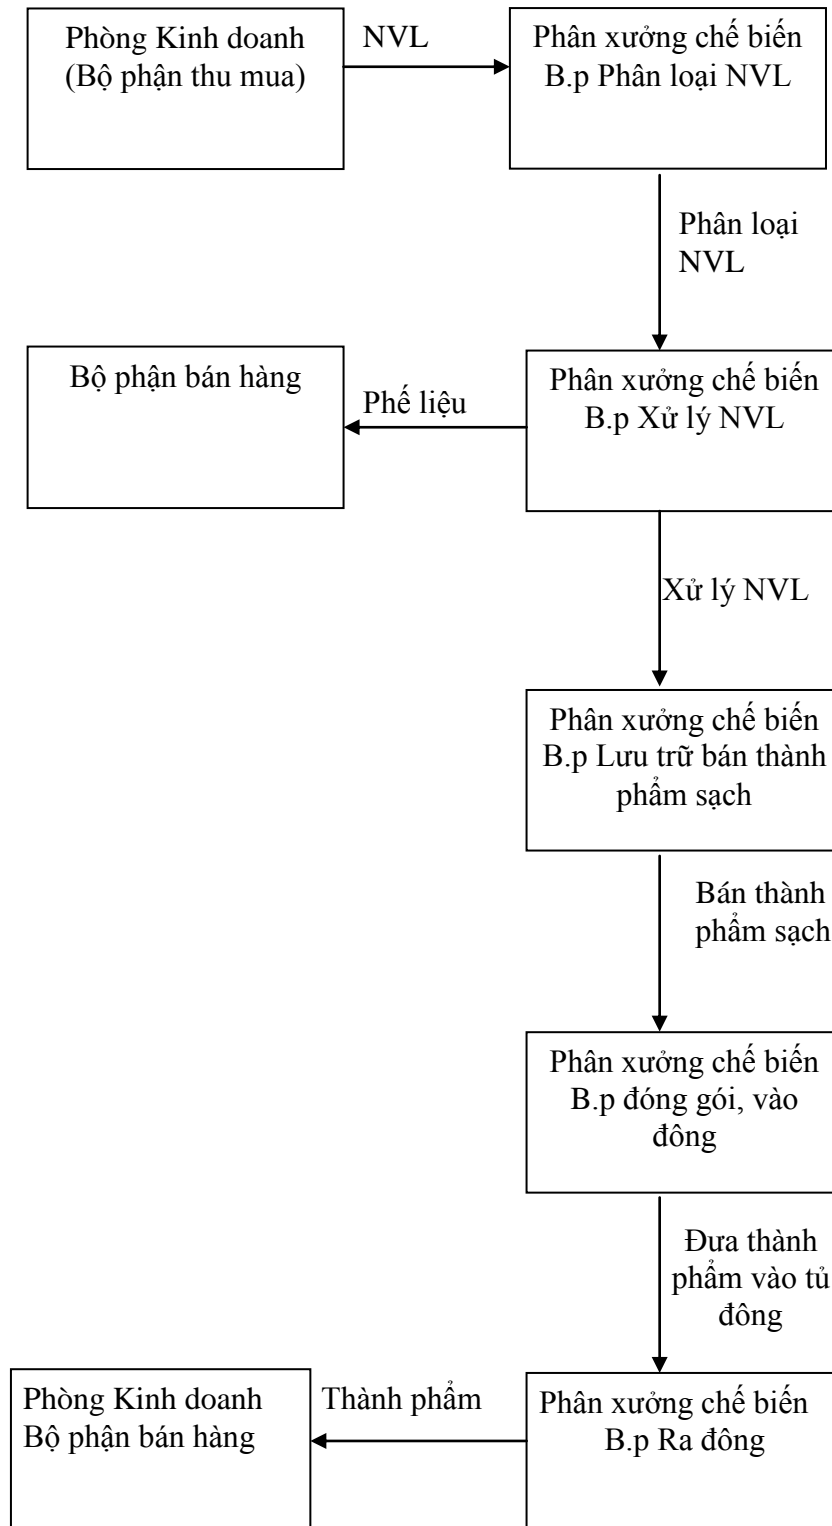 Phòng Kinh doanh
(Bộ phận thu mua)
NVL
Phân xưởng chế biến
B.p Phân loại NVL
Phân loại
NVL
Bộ phận bán hàng
Phế liệu
Phân xưởng chế biến
B.p Xử lý NVL
Xử lý NVL
Phân xưởng chế biến
B.p Lưu trữ bán thành
phẩm sạch
Bán thành
phẩm sạch
Phân xưởng chế biến
B.p đóng gói, vào
đông
Đưa thành
phẩm vào tủ
đông
Phòng Kinh doanh
Bộ phận bán hàng
Thành phẩm
Phân xưởng chế biến
B.p Ra đông